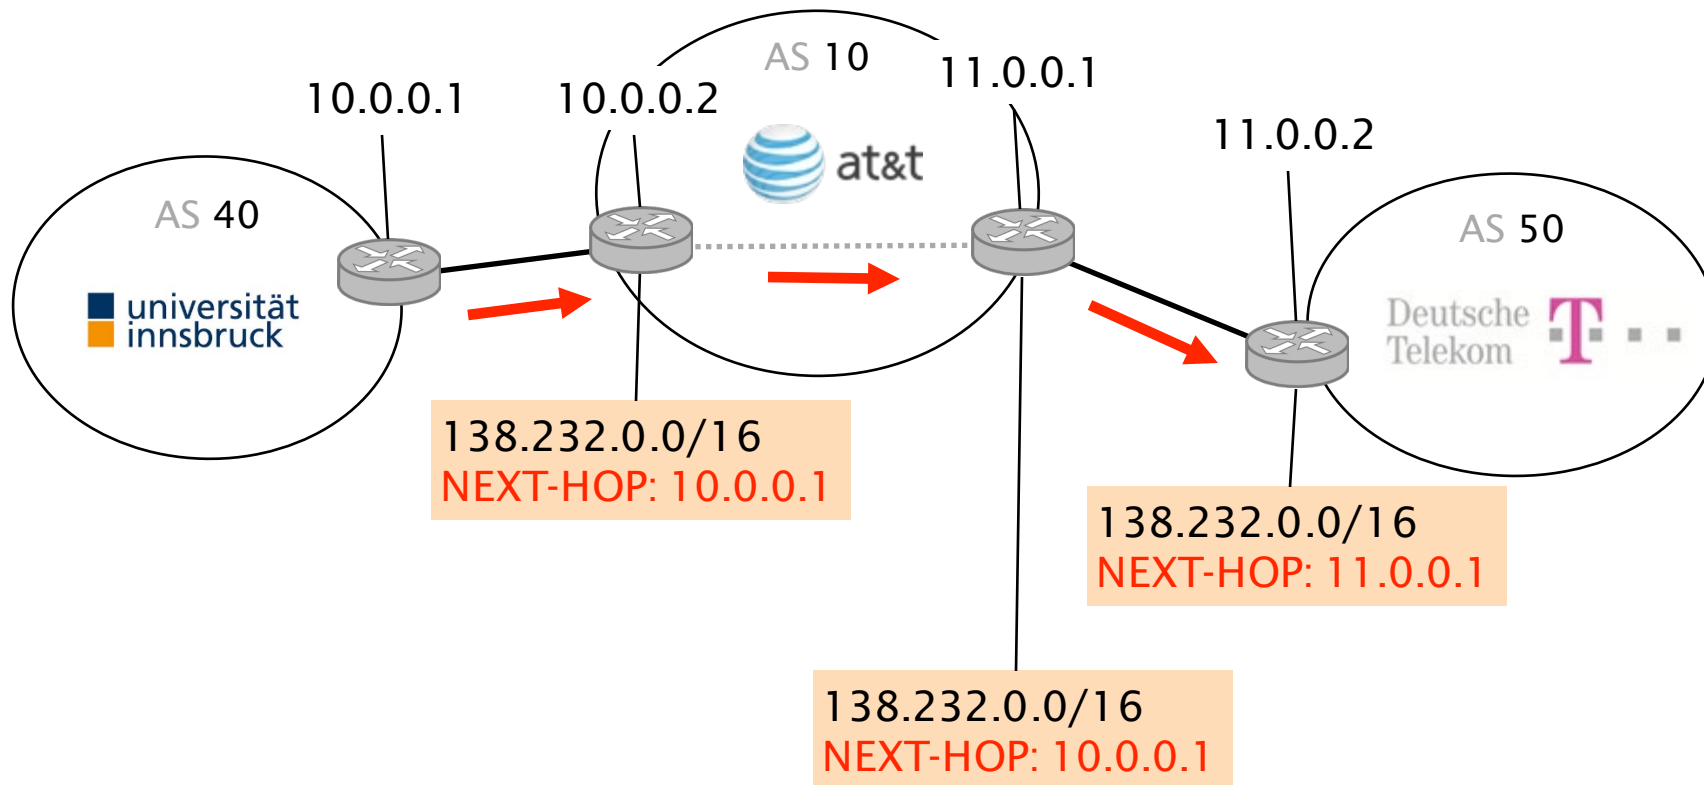 AS 10
11.0.0.1
10.0.0.1
10.0.0.2
11.0.0.2
at&t
AS 40
AS 50
universität
innsbruck
Deutsche
Telekom
T
138.232.0.0/16
NEXT-HOP: 10.0.0.1
138.232.0.0/16
NEXT-HOP: 11.0.0.1
138.232.0.0/16
NEXT-HOP: 10.0.0.1